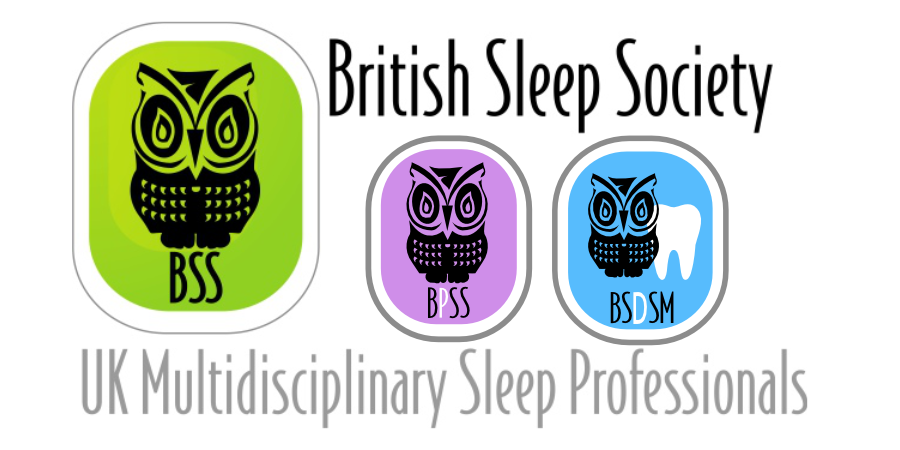 British Sleep Society
BSS
BPSS
BSDSM
UK Multidisciplinary Sleep Professionals